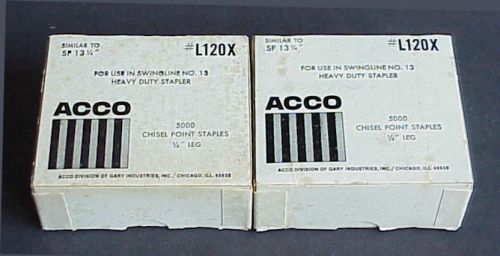 SIMILAR TO
SF 13 ¼"
#L120X
FOR USE IN SWINGLINE NO. 13
HEAVY DUTY STAPLER
ACCO
5000
CHISEL POINT STAPLES
¼" LEG
ACCO DIVISION OF GARY INDUSTRIES, INC./CHICAGO, ILL. 60639
SIMILAR TO
SF 13 ¼"
#L120X
FOR USE IN SWINGLINE NO. 13
HEAVY DUTY STAPLER
ACCO
5000
CHISEL POINT STAPLES
¼" LEG
ACCO DIVISION OF GARY INDUSTRIES, INC./CHICAGO, ILL.